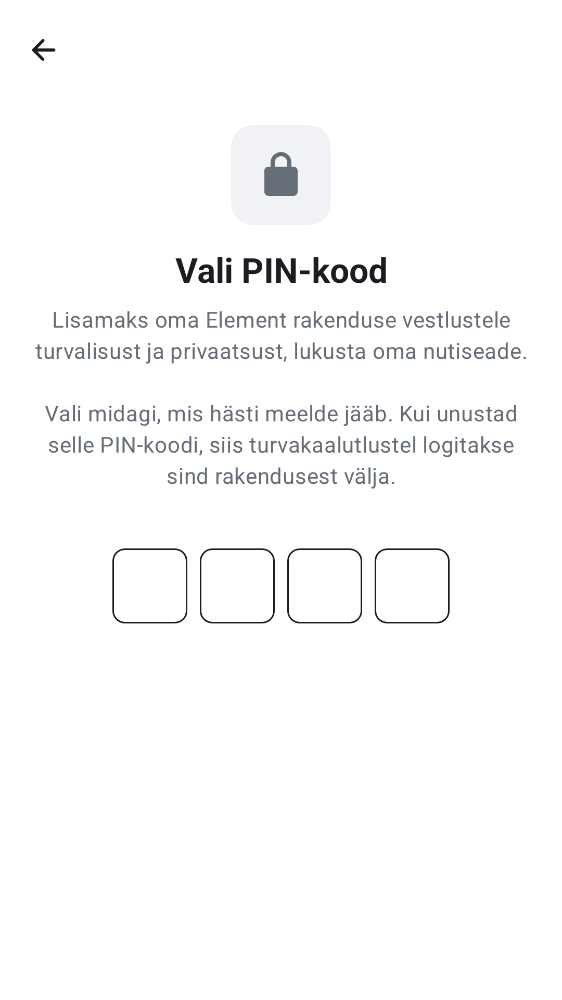 Vali PIN-kood
Lisamaks oma Element rakenduse vestlustele
turvalisust ja privaatsust, lukusta oma nutiseade.
Vali midagi, mis hästi meelde jääb. Kui unustad
selle PIN-koodi, siis turvakaalutlustel logitakse
sind rakendusest välja.